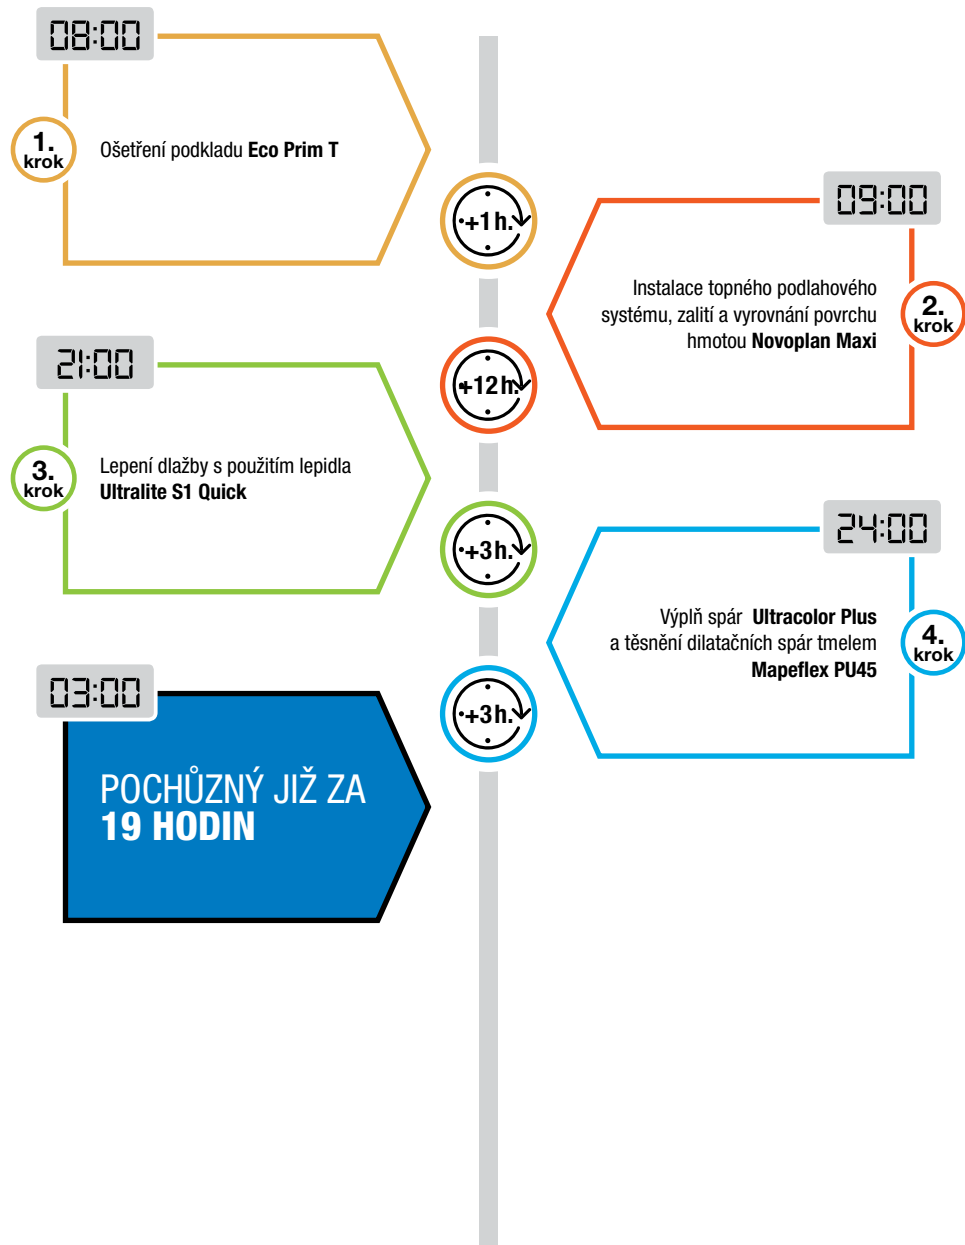 08:00
1.
krok
Ošetření podkladu Eco Prim T
+1 h.
09:00
Instalace topného podlahového
systému, zalití a vyrovnání povrchu
hmotou Novoplan Maxi
2.
krok
+12 h.
21:00
3.
krok
Lepení dlažby s použitím lepidla
Ultralite S1 Quick
+3 h.
24:00
Výplň spár Ultracolor Plus
a těsnění dilatačních spár tmelem
Mapeflex PU45
4.
krok
+3 h.
03:00
POCHŮZNÝ JIŽ ZA
19 HODIN